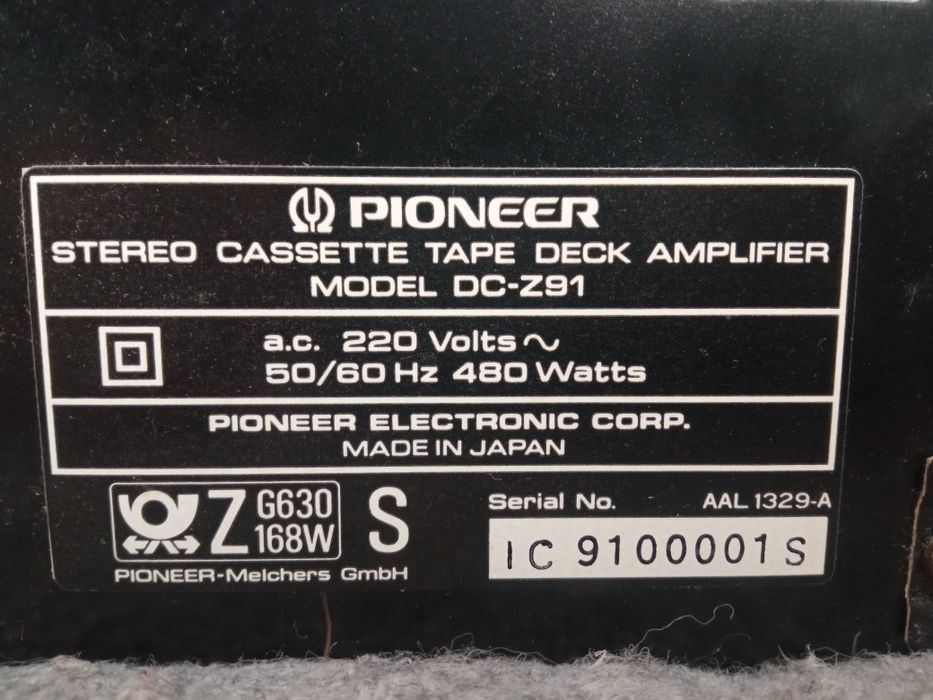 PIONEER
STEREO CASSETTE TAPE DECK AMPLIFIER
MODEL DC-Z91
a.c. 220 Volts ~
50/60 Hz 480 Watts
PIONEER ELECTRONIC CORP.
MADE IN JAPAN
Z G630
168W
S
PIONEER-Melchers GmbH
Serial No. AAL 1329-A
IC 9100001 S